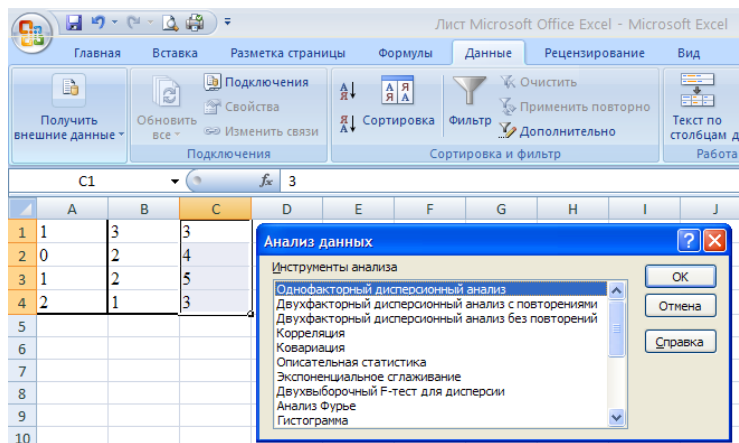 Лист Microsoft Office Excel - Microsoft Excel
Главная Вставка Разметка страницы Формулы Данные Рецензирование Вид
Получить внешние данные
Обновить все
Подключения
Свойства
Изменить связи
Подключения
А Я
Я А
Сортировка
Фильтр
Очистить
Применить повторно
Дополнительно
Сортировка и фильтр
Текст по столбцам д
Работа
C1 fx 3
A B C D E F G H I J
1 1 3 3
2 0 2 4
3 1 2 5
4 2 1 3
5
6
7
8
9
10
Анализ данных
Инструменты анализа
Однофакторный дисперсионный анализ
Двухфакторный дисперсионный анализ с повторениями
Двухфакторный дисперсионный анализ без повторений
Корреляция
Ковариация
Описательная статистика
Экспоненциальное сглаживание
Двухвыборочный F-тест для дисперсии
Анализ Фурье
Гистограмма
ОК
Отмена
Справка